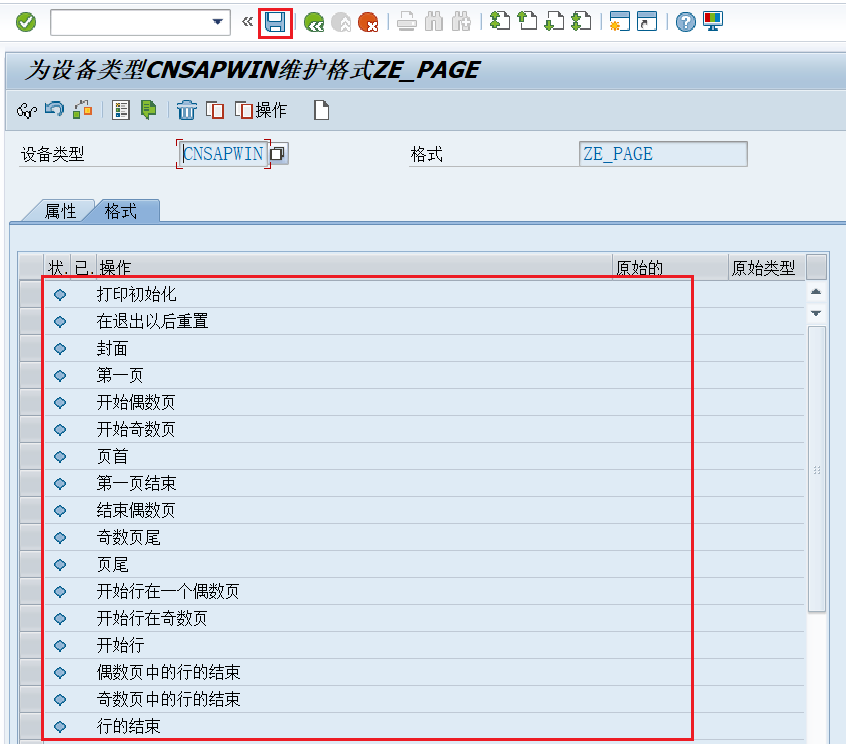 为设备类型CNSAPWIN维护格式ZE_PAGE
操作
设备类型 CNSAPWIN 格式 ZE_PAGE
属性 格式
状. 已. 操作 原始的 原始类型
打印初始化
在退出以后重置
封面
第一页
开始偶数页
开始奇数页
页首
第一页结束
结束偶数页
奇数页尾
页尾
开始行在一个偶数页
开始行在奇数页
开始行
偶数页中的行的结束
奇数页中的行的结束
行的结束